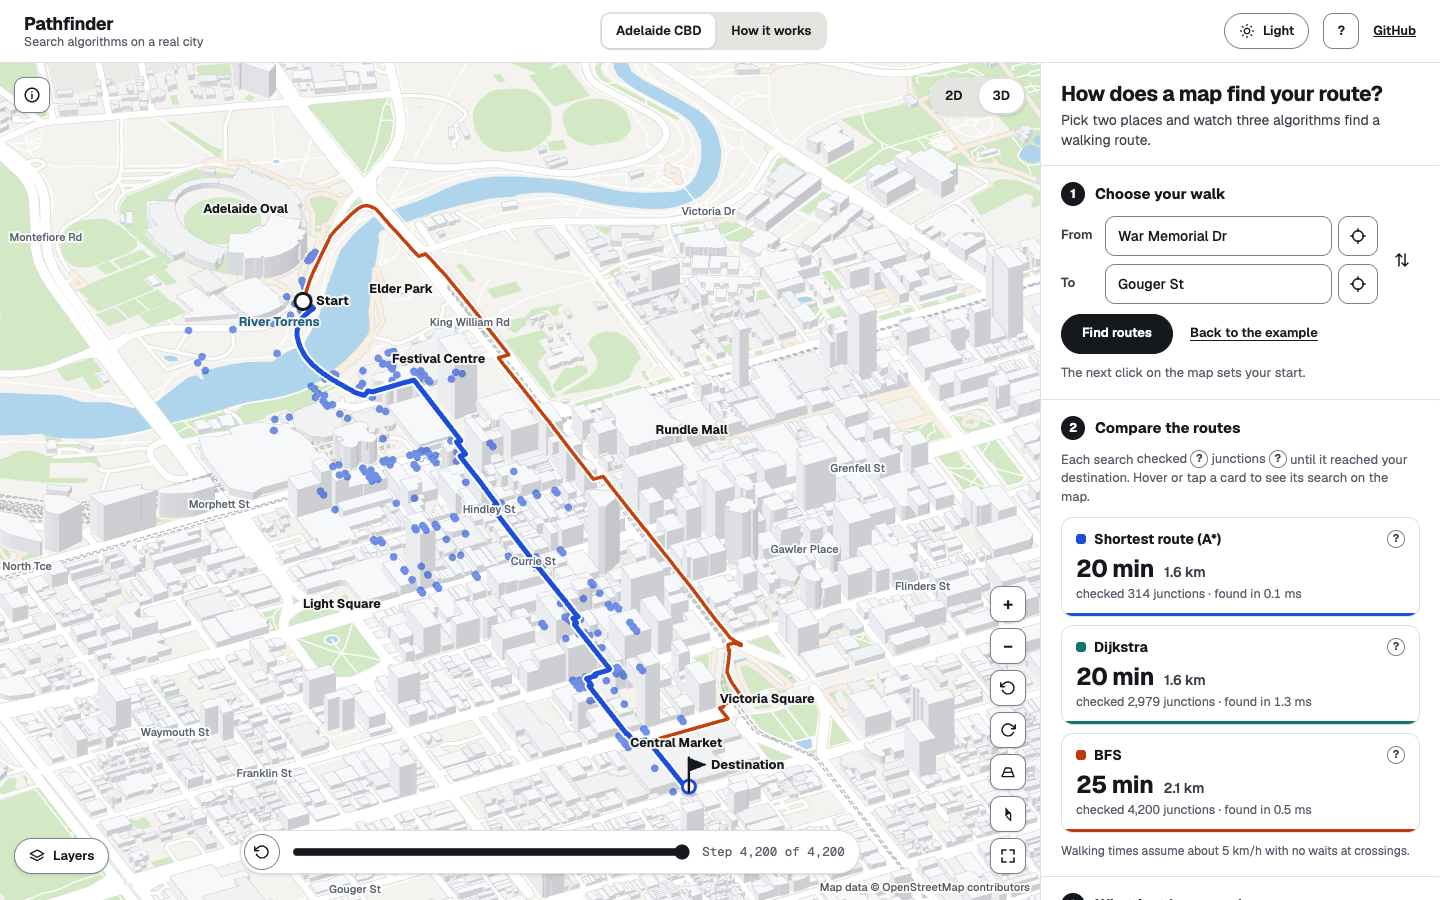 Pathfinder
Search algorithms on a real city
Adelaide CBD
How it works
Light
?
GitHub
2D
3D
Adelaide Oval
Montefiore Rd
Victoria Dr
Elder Park
Start
River Torrens
King William Rd
Festival Centre
Rundle Mall
Grenfell St
Morphett St
Hindley St
Gawler Place
North Tce
Currie St
Flinders St
Light Square
Victoria Square
Waymouth St
Central Market
Destination
Franklin St
Layers
Step 4,200 of 4,200
Gouger St
Map data © OpenStreetMap contributors
How does a map find your route?
Pick two places and watch three algorithms find a
walking route.
1 Choose your walk
From War Memorial Dr
To Gouger St
Find routes
Back to the example
The next click on the map sets your start.
2 Compare the routes
Each search checked ? junctions ? until it reached your
destination. Hover or tap a card to see its search on the
map.
Shortest route (A*) ?
20 min 1.6 km
checked 314 junctions · found in 0.1 ms
Dijkstra ?
20 min 1.6 km
checked 2,979 junctions · found in 1.3 ms
BFS ?
25 min 2.1 km
checked 4,200 junctions · found in 0.5 ms
Walking times assume about 5 km/h with no waits at crossings.